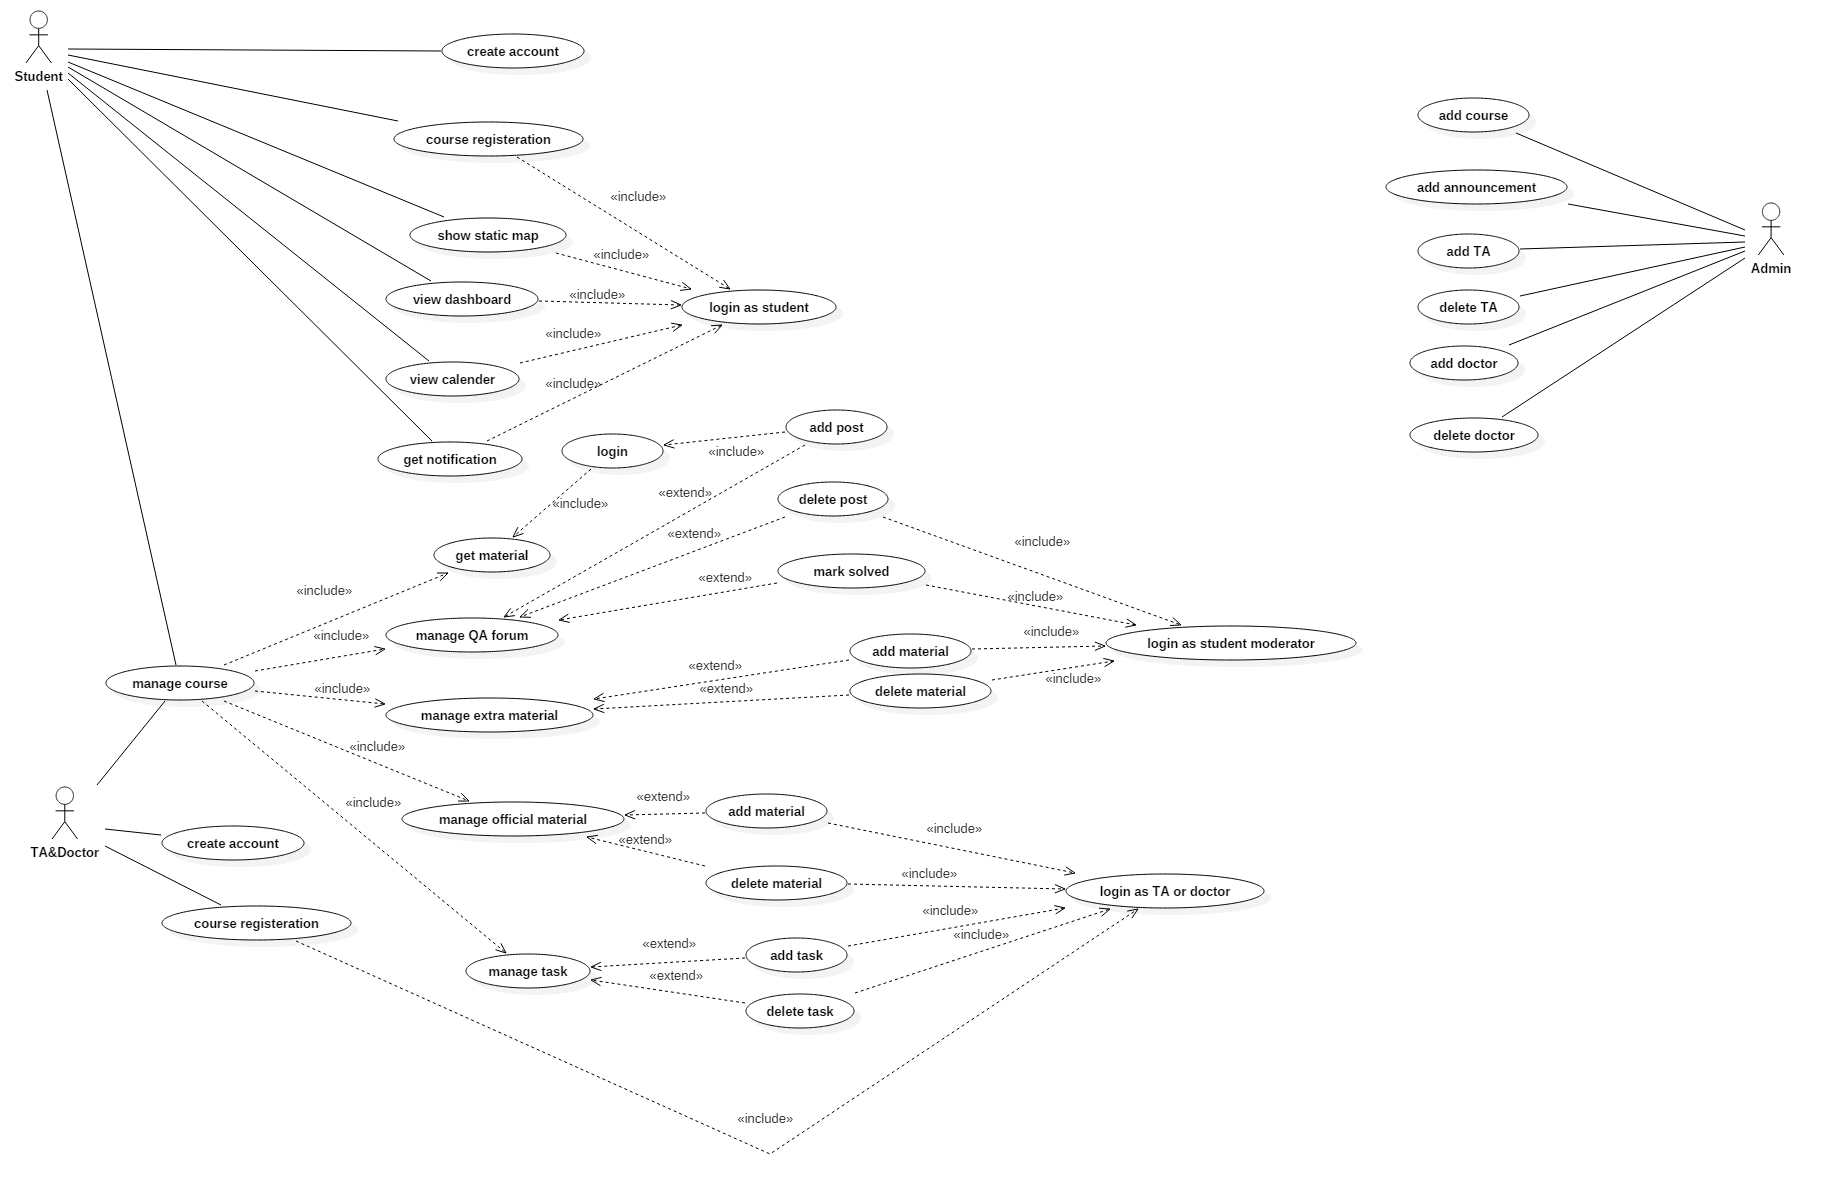 Student
create account
course registeration
«include»
show static map
«include»
view dashboard
«include»
login as student
view calender
«include»
get notification
«include»
add course
add announcement
add TA
Admin
delete TA
add doctor
delete doctor
add post
login
«include»
«extend»
delete post
«include»
«extend»
«include»
get material
mark solved
«extend»
«include»
«include»
manage QA forum
«include»
add material
«include»
login as student moderator
«extend»
manage course
«include»
delete material
«extend»
«include»
manage extra material
«include»
«include»
manage official material
«extend»
add material
«include»
«extend»
TA&Doctor
create account
delete material
«include»
login as TA or doctor
course registeration
«include»
«include»
manage task
«extend»
add task
«extend»
delete task
«include»